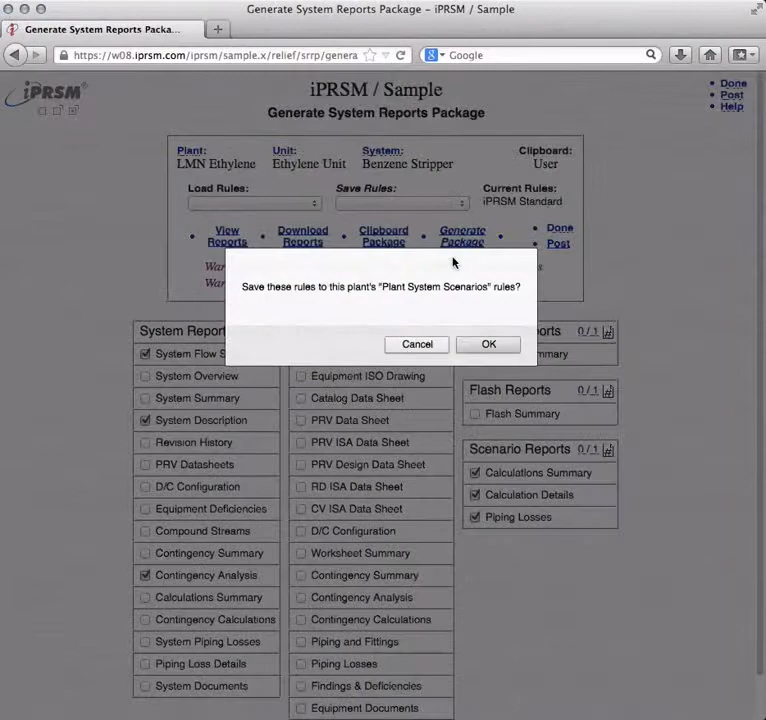 Generate System Reports Package – iPRSM / Sample
Generate System Reports Packa...
https://w08.iprsm.com/iprsm/sample.x/relief/srrp/genera
Google
iPRSM
iPRSM / Sample
Generate System Reports Package
Done
Post
Help
Plant: Unit: System: Clipboard:
LMN Ethylene Ethylene Unit Benzene Stripper User
Load Rules: Save Rules: Current Rules:
iPRSM Standard
View Reports
Download Reports
Clipboard Package
Generate Package
Done
Post
War
War
Save these rules to this plant's "Plant System Scenarios" rules?
Cancel OK
System Report
System Flow S
System Overview
System Summary
System Description
Revision History
PRV Datasheets
D/C Configuration
Equipment Deficiencies
Compound Streams
Contingency Summary
Contingency Analysis
Calculations Summary
Contingency Calculations
System Piping Losses
Piping Loss Details
System Documents
Equipment ISO Drawing
Catalog Data Sheet
PRV Data Sheet
PRV ISA Data Sheet
PRV Design Data Sheet
RD ISA Data Sheet
CV ISA Data Sheet
D/C Configuration
Worksheet Summary
Contingency Summary
Contingency Analysis
Contingency Calculations
Piping and Fittings
Piping Losses
Findings & Deficiencies
Equipment Documents
orts 0/1 #
mmary
Flash Reports 0/1 #
Flash Summary
Scenario Reports 0/1 #
Calculations Summary
Calculation Details
Piping Losses